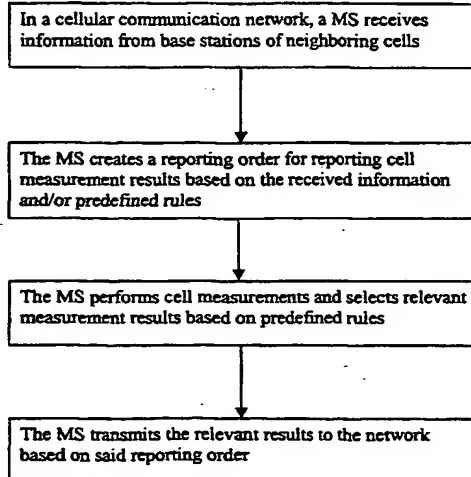 In a cellular communication network, a MS receives
information from base stations of neighboring cells
The MS creates a reporting order for reporting cell
measurement results based on the received information
and/or predefined rules
The MS performs cell measurements and selects relevant
measurement results based on predefined rules
The MS transmits the relevant results to the network
based on said reporting order